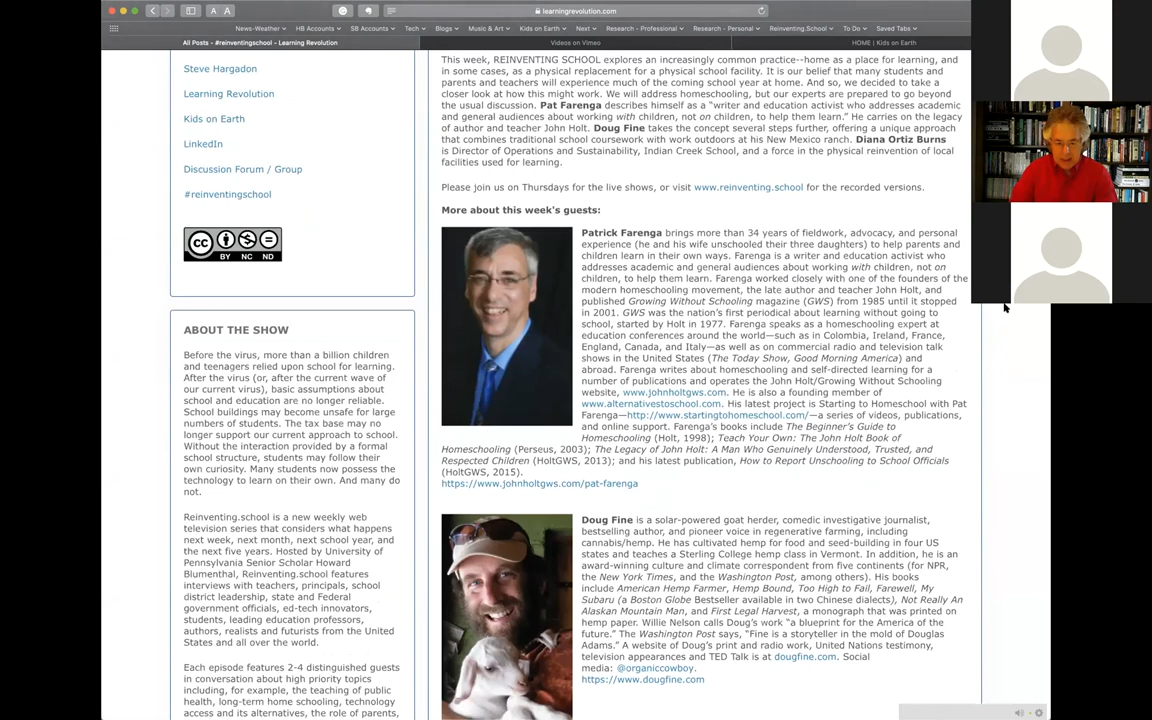 A A
learningrevolution.com
News-Weather HB Accounts SB Accounts Tech Blogs Music & Art Kids on Earth Next Research - Professional Research - Personal Reinventing.School To Do Saved Tabs
All Posts - #reinventingschool - Learning Revolution
Videos on Vimeo
HOME | Kids on Earth
Steve Hargadon
Learning Revolution
Kids on Earth
LinkedIn
Discussion Forum / Group
#reinventingschool
cc
BY NC ND
ABOUT THE SHOW
Before the virus, more than a billion children
and teenagers relied upon school for learning.
After the virus (or, after the current wave of
our current virus), basic assumptions about
school and education are no longer reliable.
School buildings may become unsafe for large
numbers of students. The tax base may no
longer support our current approach to school.
Without the interaction provided by a formal
school structure, students may follow their
own curiosity. Many students now possess the
technology to learn on their own. And many do
not.
Reinventing.school is a new weekly web
television series that considers what happens
next week, next month, next school year, and
the next five years. Hosted by University of
Pennsylvania Senior Scholar Howard
Blumenthal, Reinventing.school features
interviews with teachers, principals, school
district leadership, state and Federal
government officials, ed-tech innovators,
students, leading education professors,
authors, realists and futurists from the United
States and all over the world.
Each episode features 2-4 distinguished guests
in conversation about high priority topics
including, for example, the teaching of public
health, long-term home schooling, technology
access and its alternatives, the role of parents,
This week, REINVENTING SCHOOL explores an increasingly common practice--home as a place for learning, and
in some cases, as a physical replacement for a physical school facility. It is our belief that many students and
parents and teachers will experience much of the coming school year at home. And so, we decided to take a
closer look at how this might work. We will address homeschooling, but our experts are prepared to go beyond
the usual discussion. Pat Farenga describes himself as a "writer and education activist who addresses academic
and general audiences about working with children, not on children, to help them learn." He carries on the legacy
of author and teacher John Holt. Doug Fine takes the concept several steps further, offering a unique approach
that combines traditional school coursework with work outdoors at his New Mexico ranch. Diana Ortiz Burns
is Director of Operations and Sustainability, Indian Creek School, and a force in the physical reinvention of local
facilities used for learning.
Please join us on Thursdays for the live shows, or visit www.reinventing.school for the recorded versions.
More about this week's guests:
Patrick Farenga brings more than 34 years of fieldwork, advocacy, and personal
experience (he and his wife unschooled their three daughters) to help parents and
children learn in their own ways. Farenga is a writer and education activist who
addresses academic and general audiences about working with children, not on
children, to help them learn. Farenga worked closely with one of the founders of the
modern homeschooling movement, the late author and teacher John Holt, and
published Growing Without Schooling magazine (GWS) from 1985 until it stopped
in 2001. GWS was the nation's first periodical about learning without going to
school, started by Holt in 1977. Farenga speaks as a homeschooling expert at
education conferences around the world—such as in Colombia, Ireland, France,
England, Canada, and Italy—as well as on commercial radio and television talk
shows in the United States (The Today Show, Good Morning America) and
abroad. Farenga writes about homeschooling and self-directed learning for a
number of publications and operates the John Holt/Growing Without Schooling
website, www.johnholtgws.com. He is also a founding member of
www.alternativestoschool.com. His latest project is Starting to Homeschool with Pat
Farenga—http://www.startingtohomeschool.com/—a series of videos, publications,
and online support. Farenga's books include The Beginner's Guide to
Homeschooling (Holt, 1998); Teach Your Own: The John Holt Book of
Homeschooling (Perseus, 2003); The Legacy of John Holt: A Man Who Genuinely Understood, Trusted, and
Respected Children (HoltGWS, 2013); and his latest publication, How to Report Unschooling to School Officials
(HoltGWS, 2015).
https://www.johnholtgws.com/pat-farenga
Doug Fine is a solar-powered goat herder, comedic investigative journalist,
bestselling author, and pioneer voice in regenerative farming, including
cannabis/hemp. He has cultivated hemp for food and seed-building in four US
states and teaches a Sterling College hemp class in Vermont. In addition, he is an
award-winning culture and climate correspondent from five continents (for NPR,
the New York Times, and the Washington Post, among others). His books
include American Hemp Farmer, Hemp Bound, Too High to Fail, Farewell, My
Subaru (a Boston Globe Bestseller available in two Chinese dialects), Not Really An
Alaskan Mountain Man, and First Legal Harvest, a monograph that was printed on
hemp paper. Willie Nelson calls Doug's work "a blueprint for the America of the
future." The Washington Post says, "Fine is a storyteller in the mold of Douglas
Adams." A website of Doug's print and radio work, United Nations testimony,
television appearances and TED Talk is at dougfine.com. Social
media: @organiccowboy.
https://www.dougfine.com